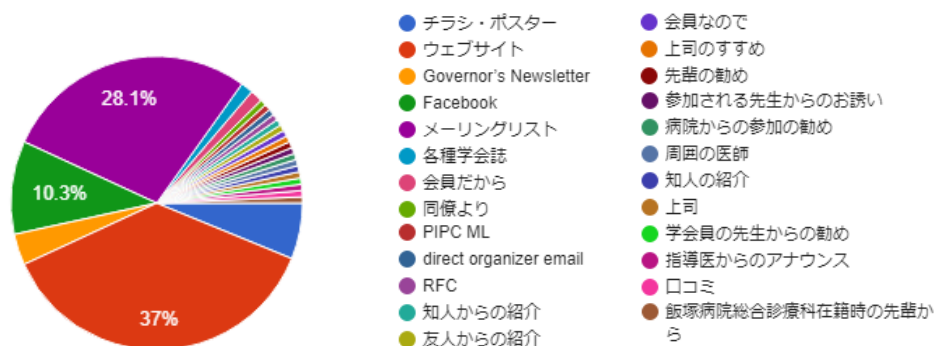 28.1%
10.3%
37%
チラシ・ポスター
ウェブサイト
Governor's Newsletter
Facebook
メーリングリスト
各種学会誌
会員だから
同僚より
PIPC ML
direct organizer email
RFC
知人からの紹介
友人からの紹介
会員なので
上司のすすめ
先輩の勧め
参加される先生からのお誘い
病院からの参加の勧め
周囲の医師
知人の紹介
上司
学会員の先生からの勧め
指導医からのアナウンス
口コミ
飯塚病院総合診療科在籍時の先輩か
ら